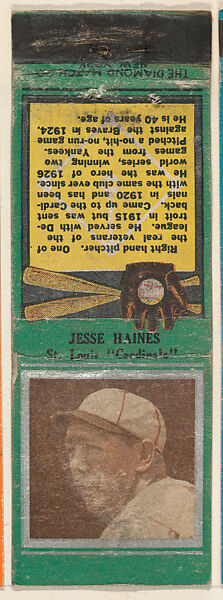 JESSE HAINES
St. Louis "Cardinals"
Right hand pitcher. One of
the real veterans of the
league. He served with De-
troit in 1915 but was sent
back. Came up to the Cardi-
nals in 1920 and has been
with the same club ever since.
He was the hero of the 1926
world series, winning two
games from the Yankees.
Pitched a no-hit, no-run game
against the Braves in 1924.
He is 40 years of age.
THE DIAMOND MATCH CO.
NEW YORK